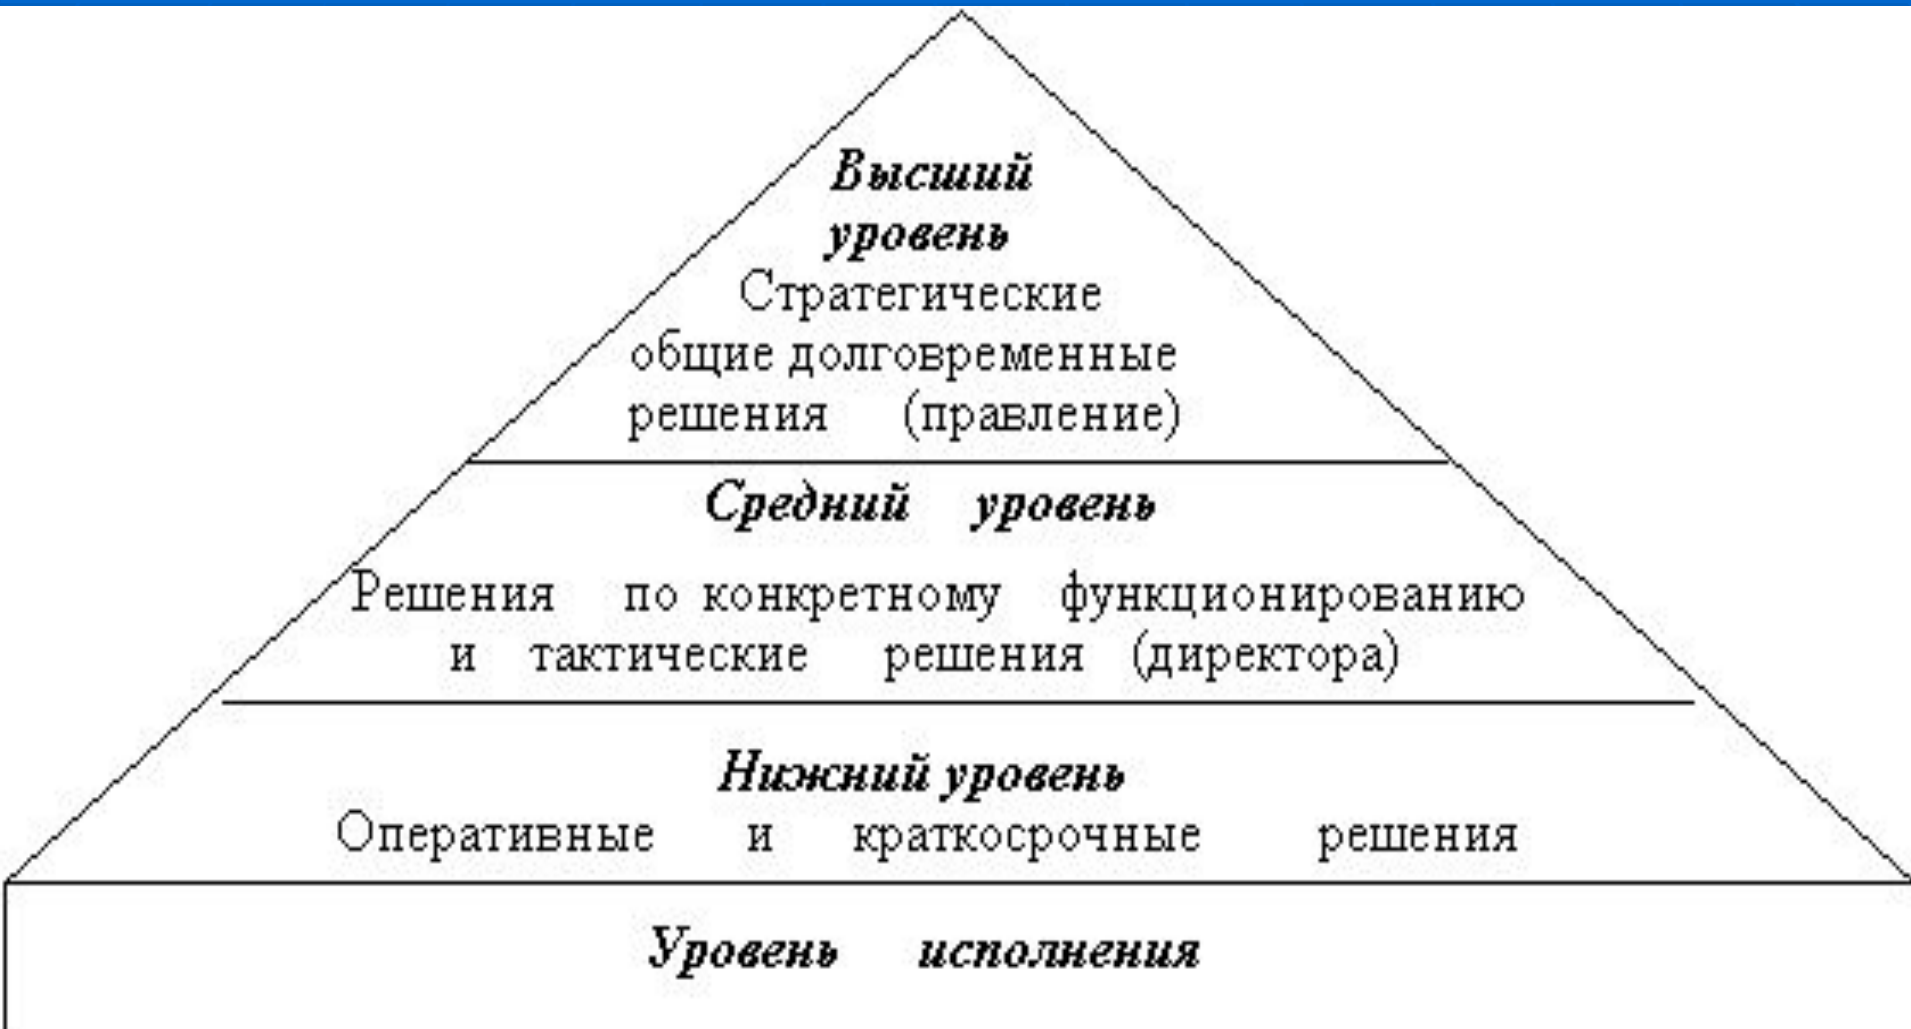 Высший
уровень
Стратегические
общие долговременные
решения (правление)
Средний уровень
Решения по конкретному функционированию
и тактические решения (директора)
Нижний уровень
Оперативные и краткосрочные решения
Уровень исполнения